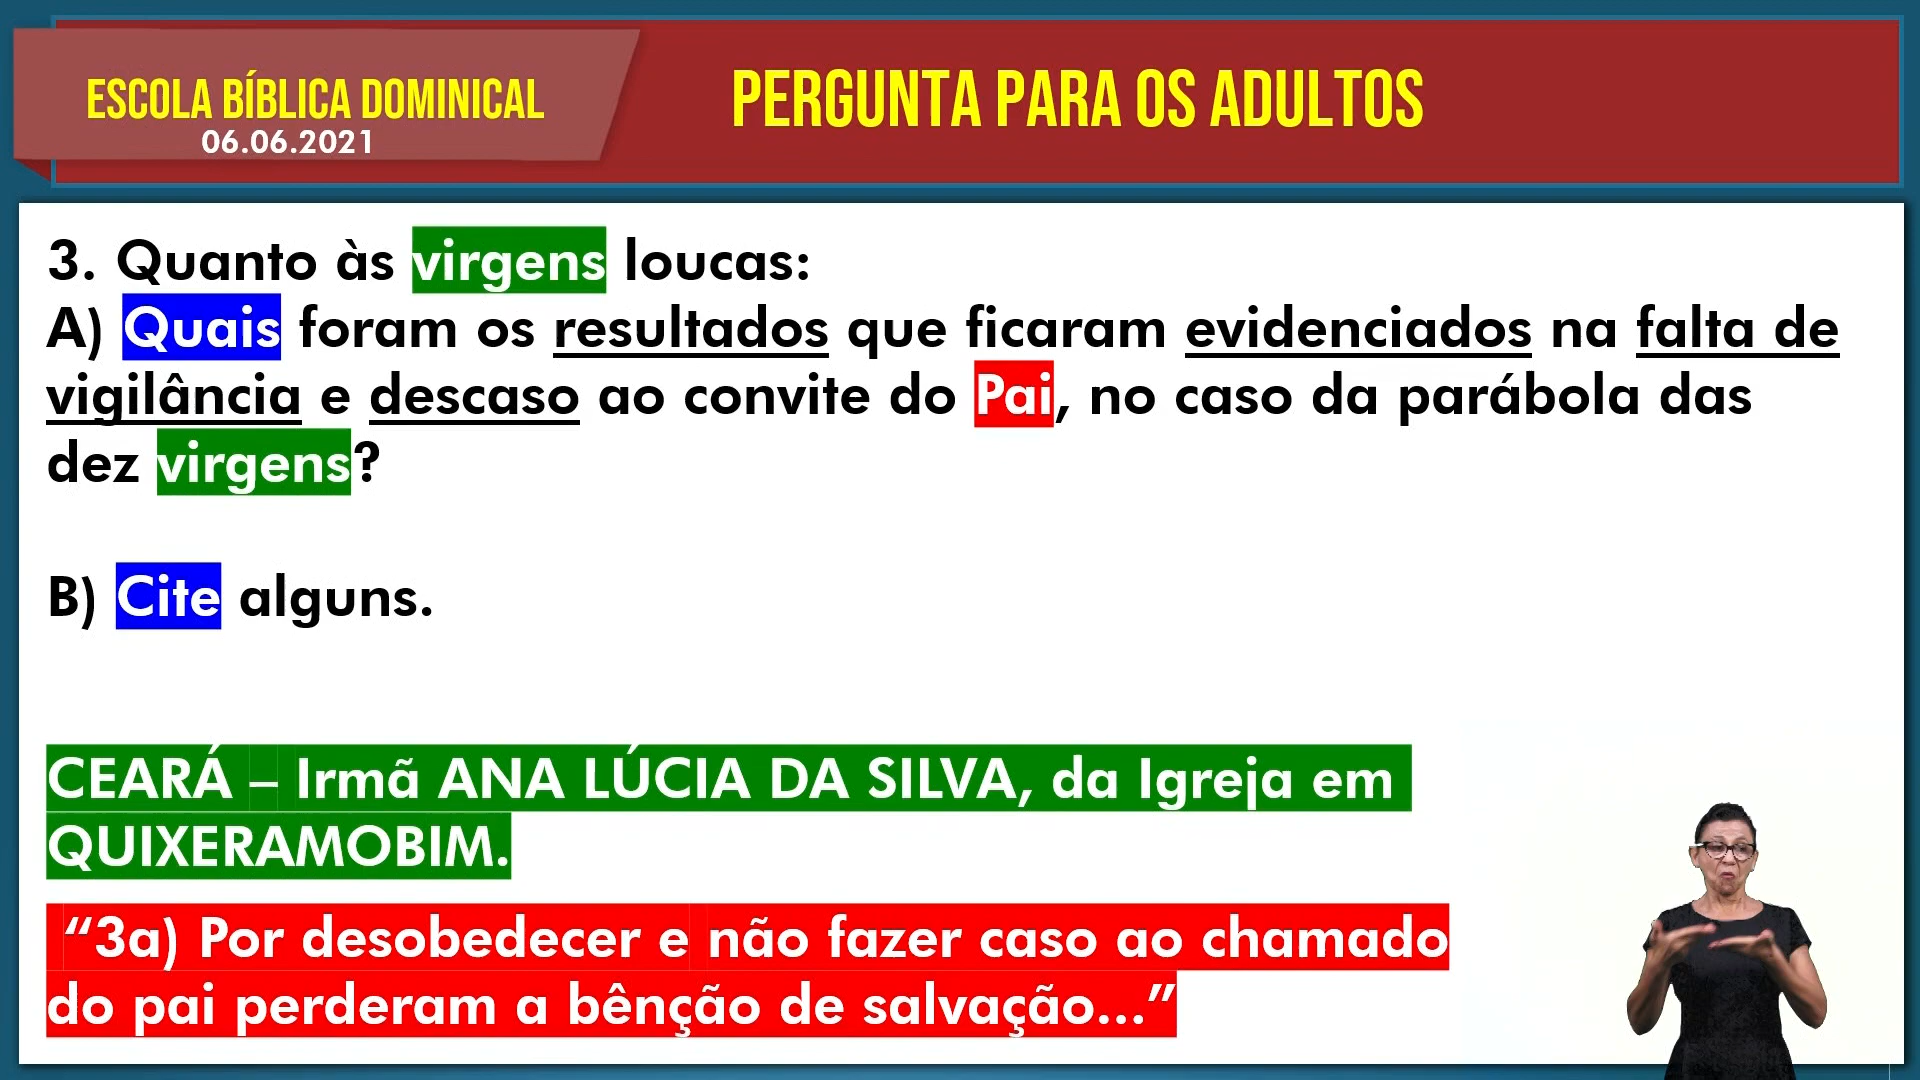 ESCOLA BÍBLICA DOMINICAL
06.06.2021
PERGUNTA PARA OS ADULTOS
3. Quanto às virgens loucas:
A) Quais foram os resultados que ficaram evidenciados na falta de
vigilância e descaso ao convite do Pai, no caso da parábola das
dez virgens?
B) Cite alguns.
CEARÁ – Irmã ANA LÚCIA DA SILVA, da Igreja em
QUIXERAMOBIM.
“3a) Por desobedecer e não fazer caso ao chamado
do pai perderam a bênção de salvação...”